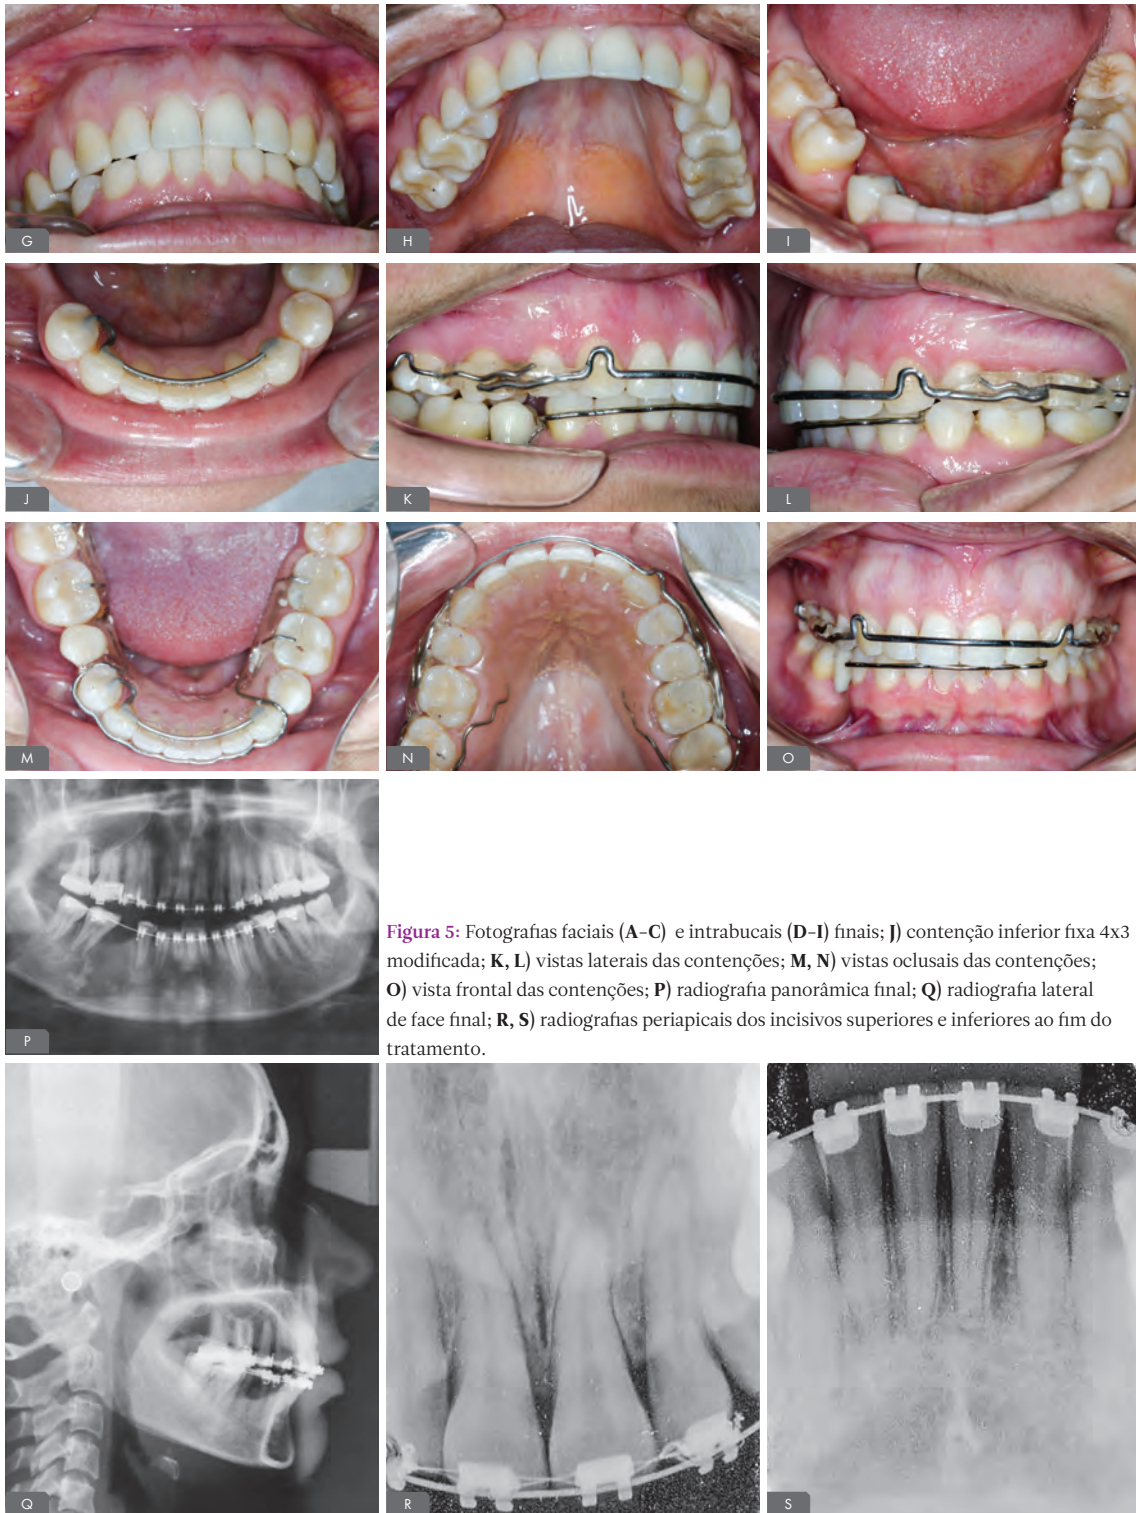 G
H
I
J
K
L
M
N
O
P
Figura 5: Fotografias faciais (A-C) e intrabucais (D-I) finais; J) contenção inferior fixa 4x3
modificada; K, L) vistas laterais das contenções; M, N) vistas oclusais das contenções;
O) vista frontal das contenções; P) radiografia panorâmica final; Q) radiografia lateral
de face final; R, S) radiografias periapicais dos incisivos superiores e inferiores ao fim do
tratamento.
Q
R
S